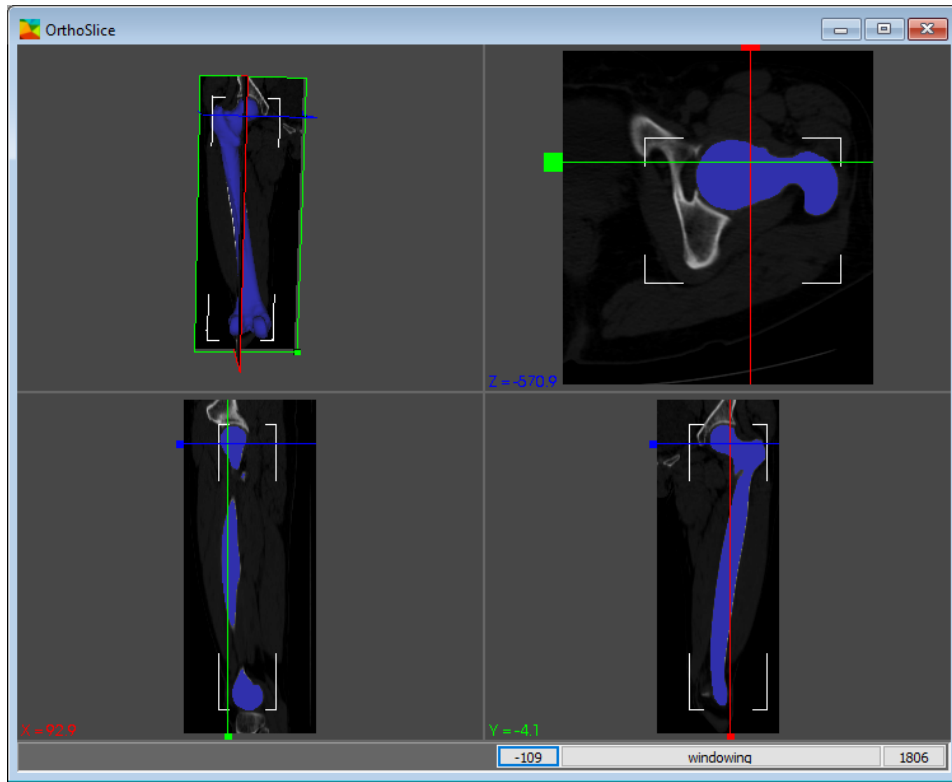 OrthoSlice
Z = -570.9
X = -92.9
Y = -4.1
-109 windowing 1806